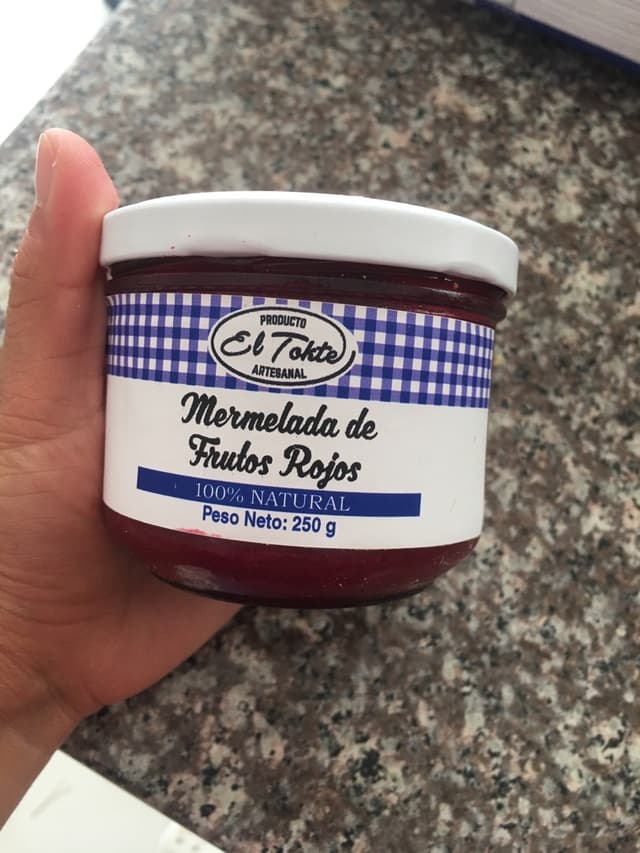 PRODUCTO
El Tokte
ARTESANAL
Mermelada de
Frutos Rojos
100% NATURAL
Peso Neto: 250 g